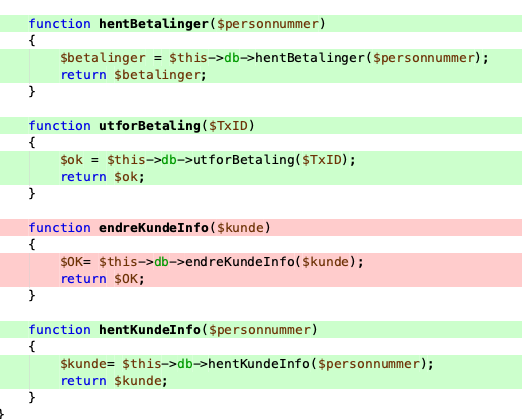 function hentBetalinger($personnummer)
{
$betalinger = $this->db->hentBetalinger($personnummer);
return $betalinger;
}
function utforBetaling($TxID)
{
$ok = $this->db->utforBetaling($TxID);
return $ok;
}
function endreKundeInfo($kunde)
{
$OK= $this->db->endreKundeInfo($kunde);
return $OK;
}
function hentKundeInfo($personnummer)
{
$kunde= $this->db->hentKundeInfo($personnummer);
return $kunde;
}
}